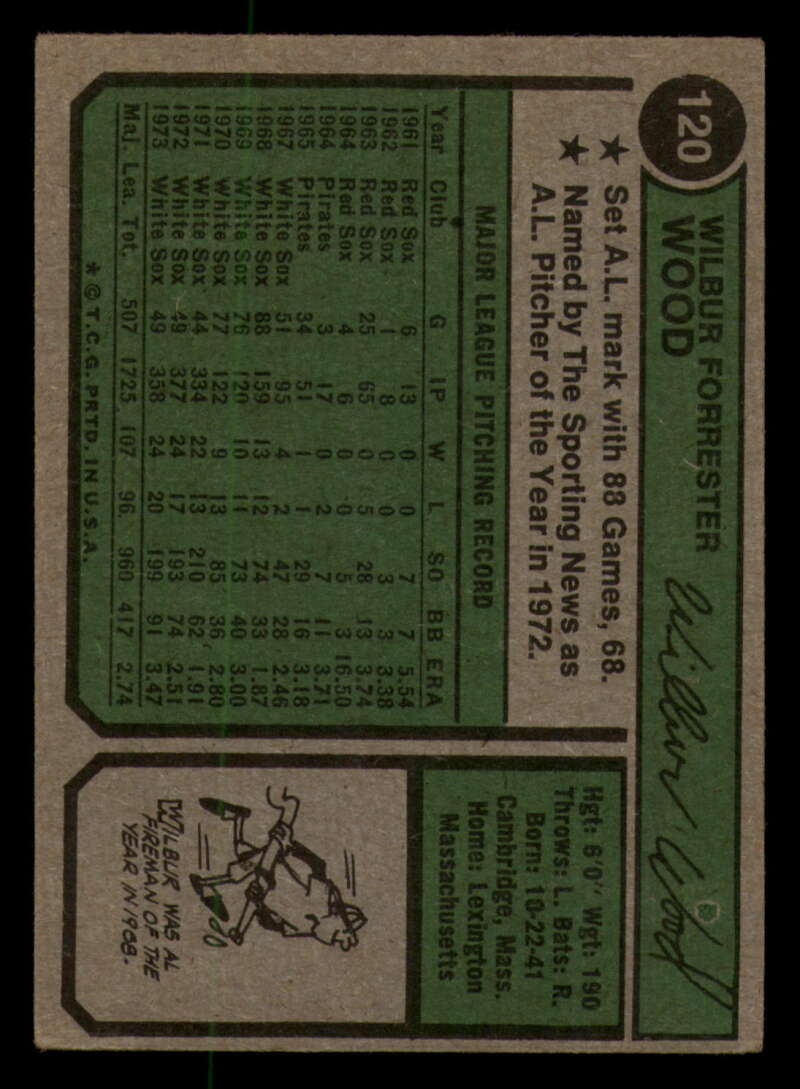 120
WILBUR FORRESTER
WOOD
Wilbur Wood
★ Set A.L. mark with 88 Games, 68.
★ Named by The Sporting News as
A.L. Pitcher of the Year in 1972.
MAJOR LEAGUE PITCHING RECORD
Year Club G IP W L SO BB ERA
1961 Red Sox 6 13 0 0 7 7 5.54
1962 Red Sox 1 8 0 0 3 3 3.38
1963 Red Sox 25 65 0 5 28 13 3.74
1964 Red Sox 4 6 0 0 5 3 16.50
1964 Pirates 3 17 0 2 7 11 3.71
1965 Pirates 34 51 1 1 29 16 3.18
1967 White Sox 51 95 4 2 47 28 2.46
1968 White Sox 88 159 13 12 74 33 1.87
1969 White Sox 76 120 10 11 73 40 3.00
1970 White Sox 77 122 9 13 85 36 2.80
1971 White Sox 44 334 22 13 210 62 1.91
1972 White Sox 49 377 24 17 193 74 2.51
1973 White Sox 49 358 24 20 199 91 3.47
Maj. Lea. Tot. 507 1725 107 96. 960 417 2.74
* © T.C.G. PRTD. IN U.S.A.
Hgt: 6'0" Wgt: 190
Throws: L. Bats: R.
Born: 10-22-41
Cambridge, Mass.
Home: Lexington
Massachusetts
WILBUR WAS AL
FIREMAN OF THE
YEAR IN 1968.